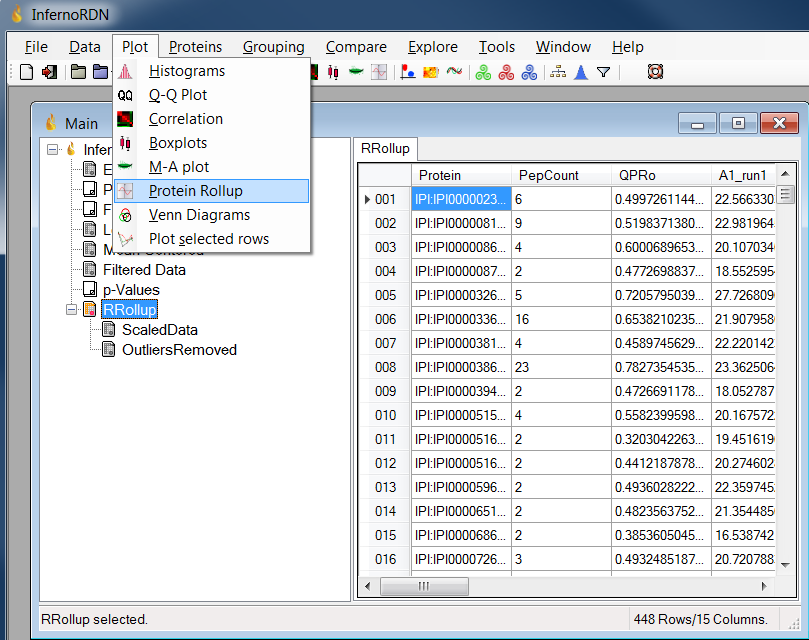 InfernoRDN
File Data Plot Proteins Grouping Compare Explore Tools Window Help
Histograms
QQ Q-Q Plot
Correlation
Boxplots
M-A plot
Protein Rollup
Venn Diagrams
Plot selected rows
Main
Filtered Data
p-Values
RRollup
ScaledData
OutliersRemoved
RRollup
Protein PepCount QPRo A1_run1
001 IPI:IPI0000023... 6 0.4997261144... 22.566330
002 IPI:IPI0000081... 9 0.5198371380... 22.981964
003 IPI:IPI0000086... 4 0.6000689653... 20.107034
004 IPI:IPI0000087... 2 0.4772698837... 18.552595
005 IPI:IPI0000326... 5 0.7205795039... 27.726809
006 IPI:IPI0000336... 16 0.6538210235... 21.907958
007 IPI:IPI0000381... 4 0.4589745629... 22.220142
008 IPI:IPI0000386... 23 0.7827354535... 23.362506
009 IPI:IPI0000394... 2 0.4726691178... 18.052787
010 IPI:IPI0000515... 4 0.5582399598... 20.167572
011 IPI:IPI0000516... 2 0.3203042263... 19.451619
012 IPI:IPI0000516... 2 0.4412187878... 20.274602
013 IPI:IPI0000596... 2 0.4936028222... 22.359745
014 IPI:IPI0000651... 2 0.4823563752... 21.354485
015 IPI:IPI0000686... 2 0.3853605045... 16.538742
016 IPI:IPI0000726... 3 0.4932485187... 20.720788
RRollup selected.
448 Rows/15 Columns.